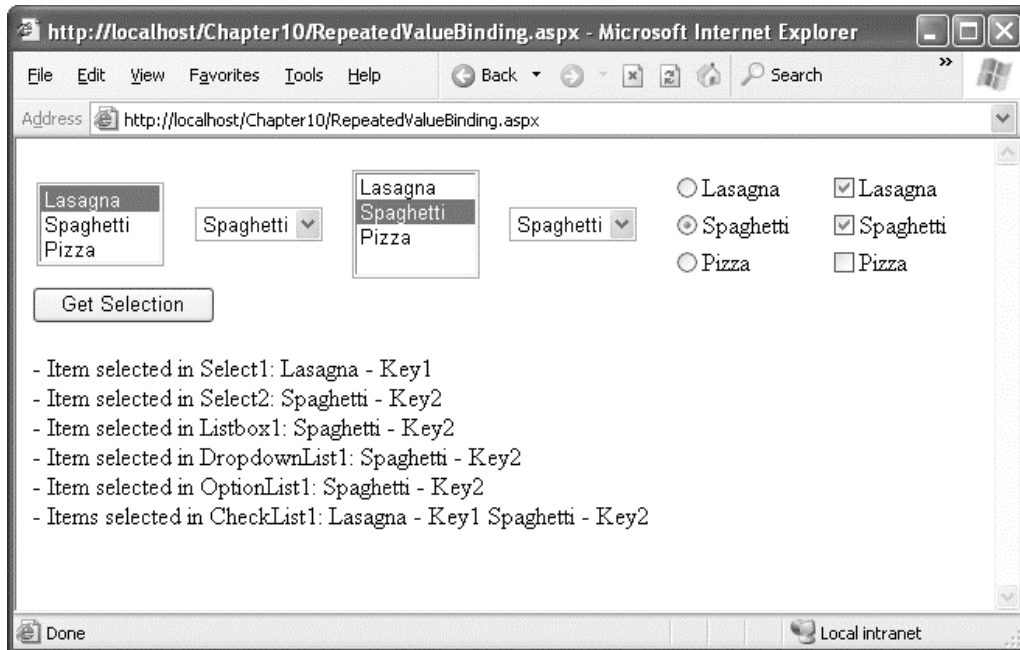 http://localhost/Chapter10/RepeatedValueBinding.aspx - Microsoft Internet Explorer
File Edit View Favorites Tools Help Back Search »
Address http://localhost/Chapter10/RepeatedValueBinding.aspx
Lasagna
Spaghetti
Pizza
Spaghetti
Lasagna
Spaghetti
Pizza
Spaghetti
Lasagna
Spaghetti
Pizza
Lasagna
Spaghetti
Pizza
Get Selection
- Item selected in Select1: Lasagna - Key1
- Item selected in Select2: Spaghetti - Key2
- Item selected in Listbox1: Spaghetti - Key2
- Item selected in DropdownList1: Spaghetti - Key2
- Item selected in OptionList1: Spaghetti - Key2
- Items selected in CheckList1: Lasagna - Key1 Spaghetti - Key2
Done Local intranet